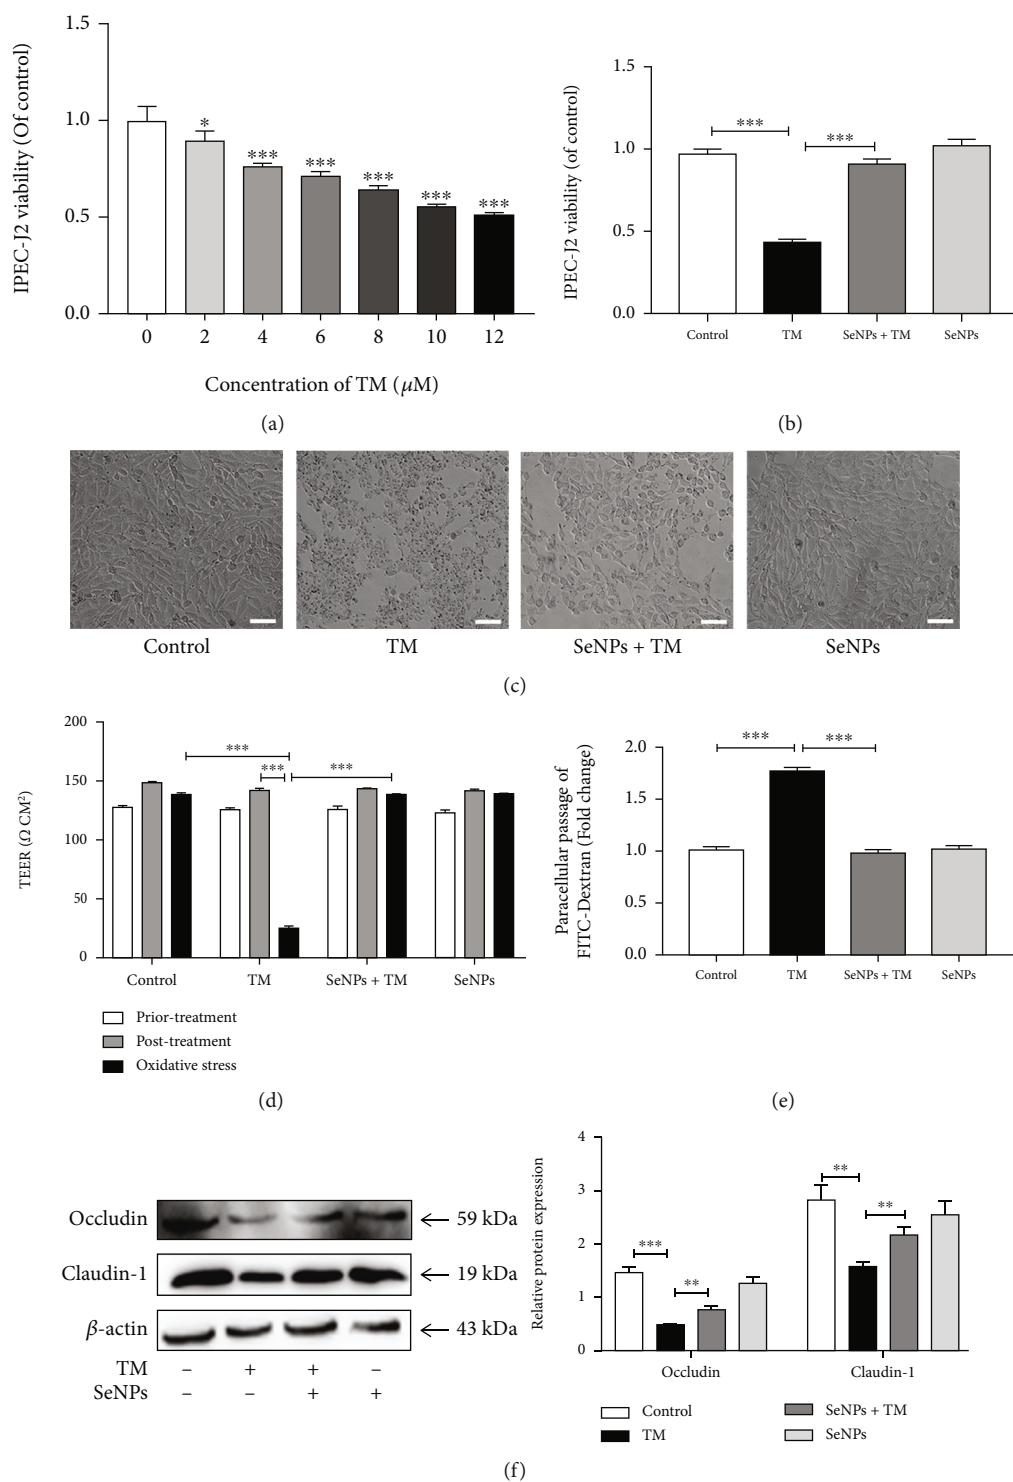 1.5
1.0
0.5
0.0
IPEC-J2 viability (Of control)
* *** *** *** *** ***
0 2 4 6 8 10 12
Concentration of TM (μM)
(a)
1.5
1.0
0.5
0.0
IPEC-J2 viability (of control)
*** ***
Control TM SeNPs + TM SeNPs
(b)
Control TM SeNPs + TM SeNPs
(c)
200
150
100
50
0
TEER (Ω CM²)
*** *** ***
Control TM SeNPs + TM SeNPs
Prior-treatment
Post-treatment
Oxidative stress
(d)
2.0
1.5
1.0
0.5
0.0
Paracellular passage of
FITC-Dextran (Fold change)
*** ***
Control TM SeNPs + TM SeNPs
(e)
Occludin ← 59 kDa
Claudin-1 ← 19 kDa
β-actin ← 43 kDa
TM – + + –
SeNPs – – + +
4
3
2
1
0
Relative protein expression
*** ** ** **
Occludin Claudin-1
Control SeNPs + TM
TM SeNPs
(f)